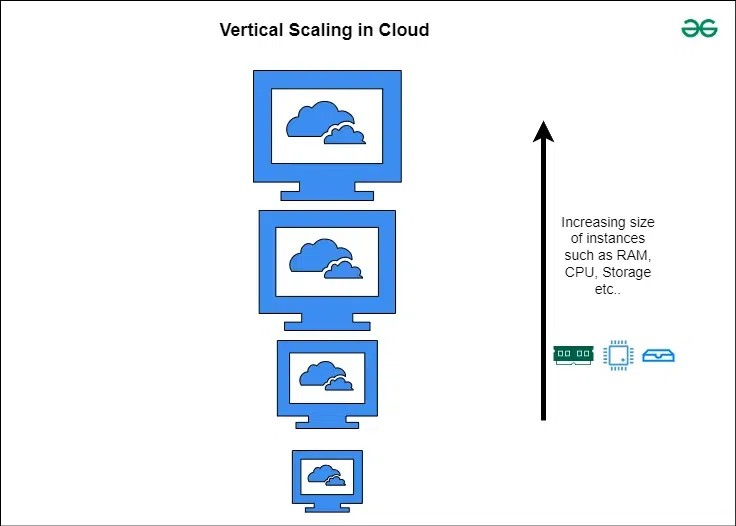 Vertical Scaling in Cloud
Increasing size
of instances
such as RAM,
CPU, Storage
etc..